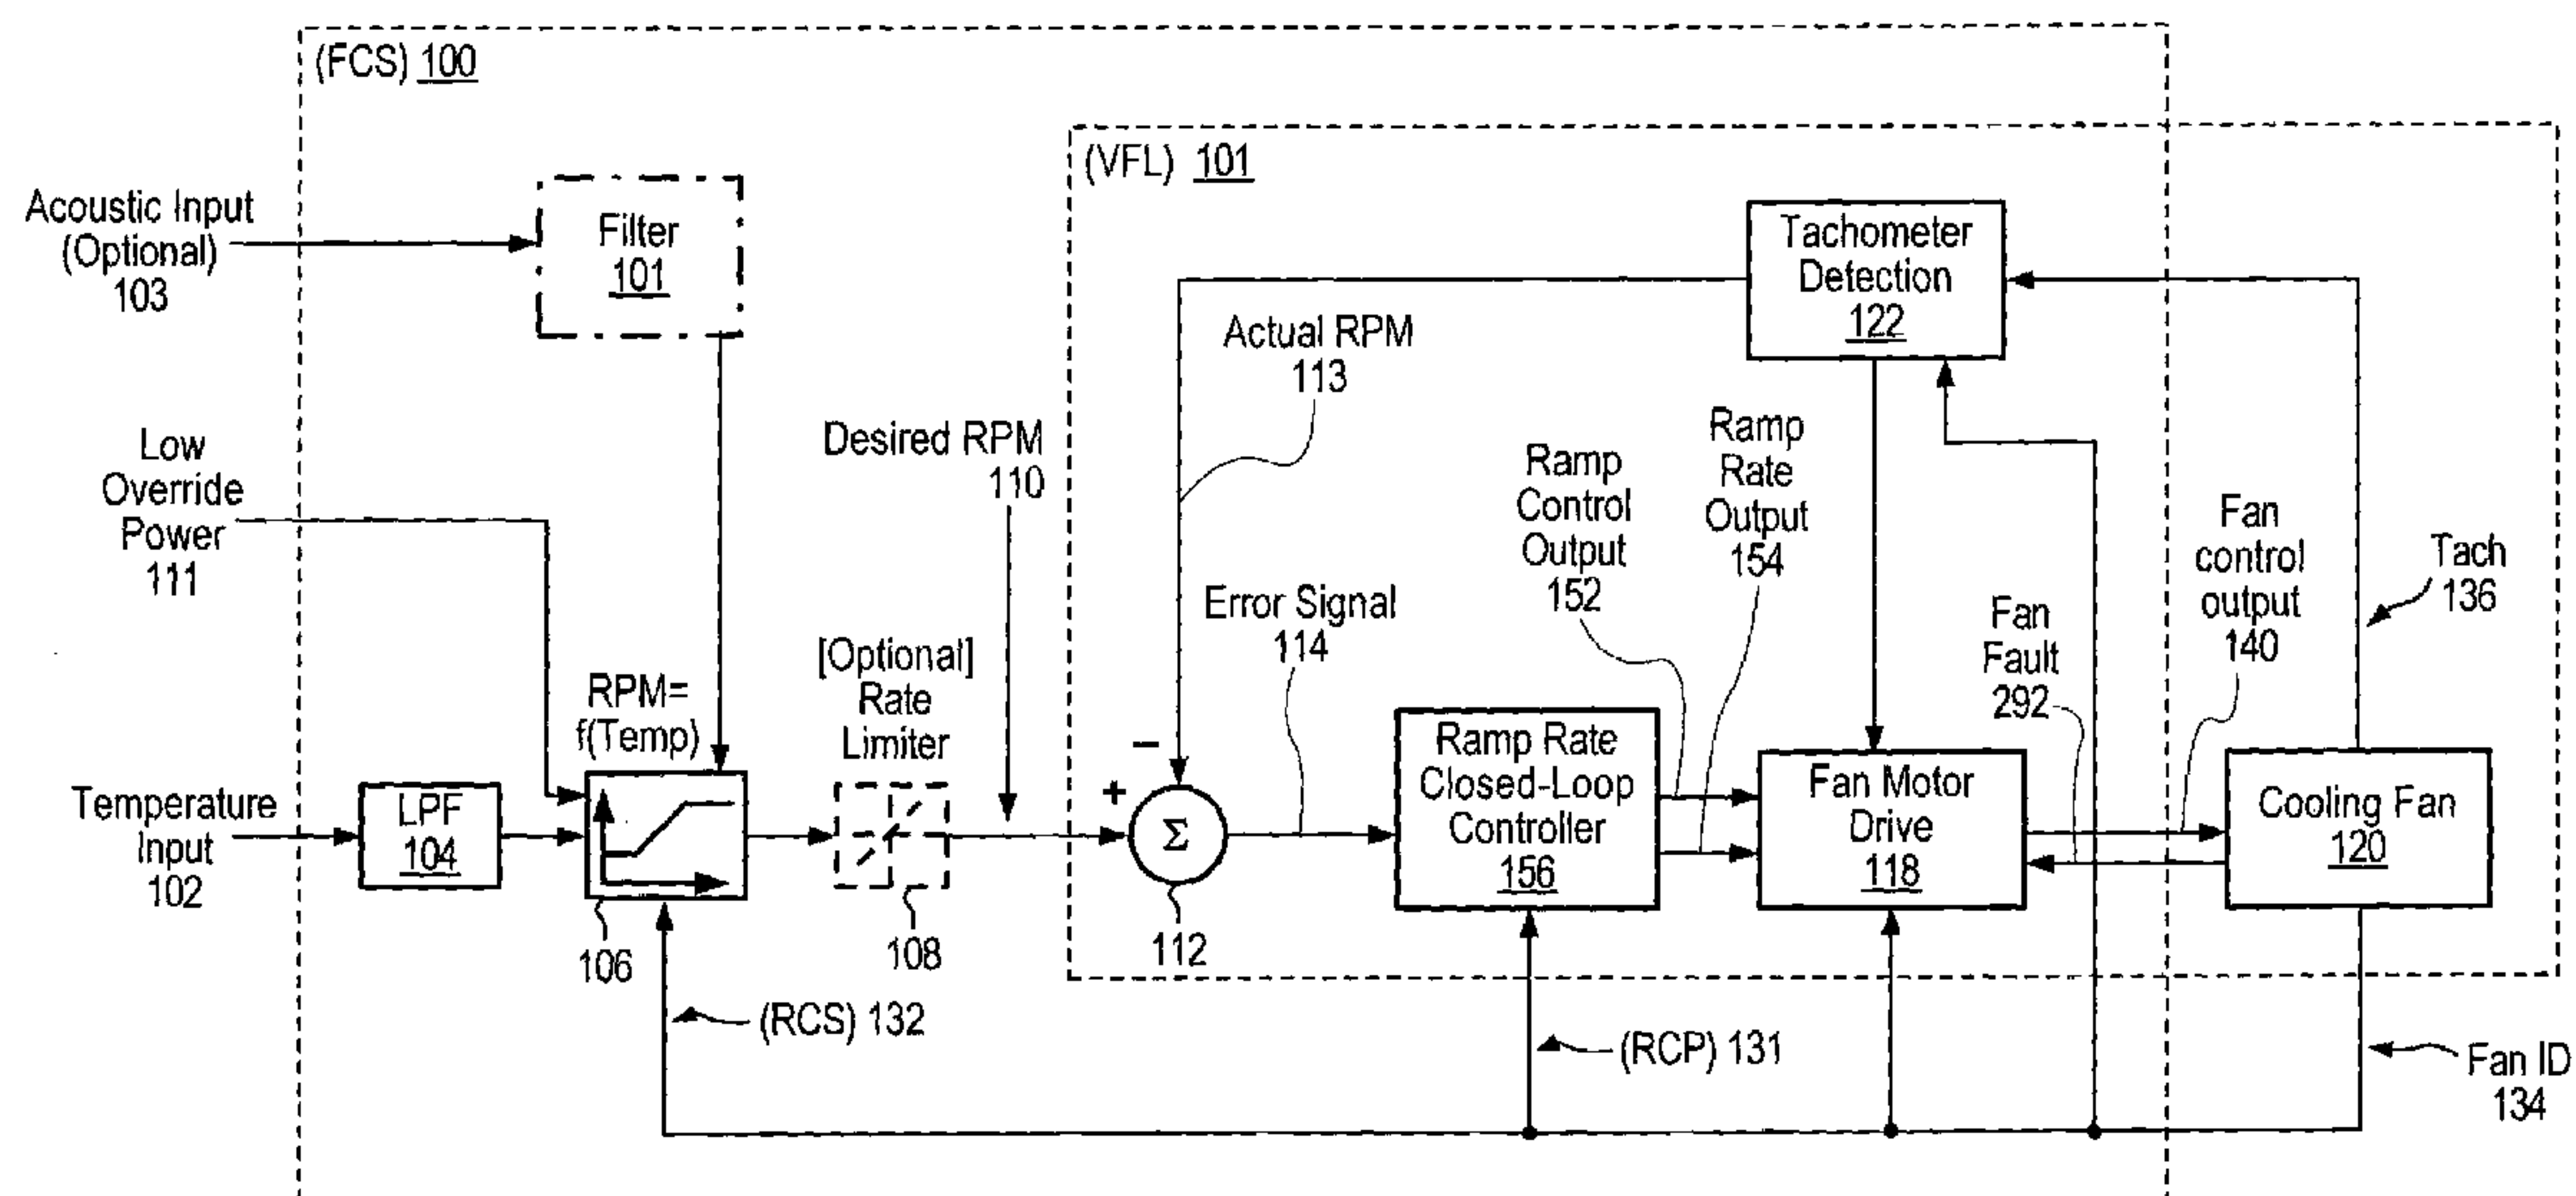 (FCS) 100
(VFL) 101
Acoustic Input
(Optional)
103
Filter
101
Tachometer
Detection
122
Actual RPM
113
Low
Override
Power
111
Desired RPM
110
Ramp
Control
Output
152
Ramp
Rate
Output
154
Fan
control
output
140
Tach
136
Error Signal
114
Fan
Fault
292
[Optional]
Rate
Limiter
RPM=
f(Temp)
−
+
Temperature
Input
102
LPF
104
Σ
Ramp Rate
Closed-Loop
Controller
156
Fan Motor
Drive
118
Cooling Fan
120
106
108
112
(RCS) 132
(RCP) 131
Fan ID
134